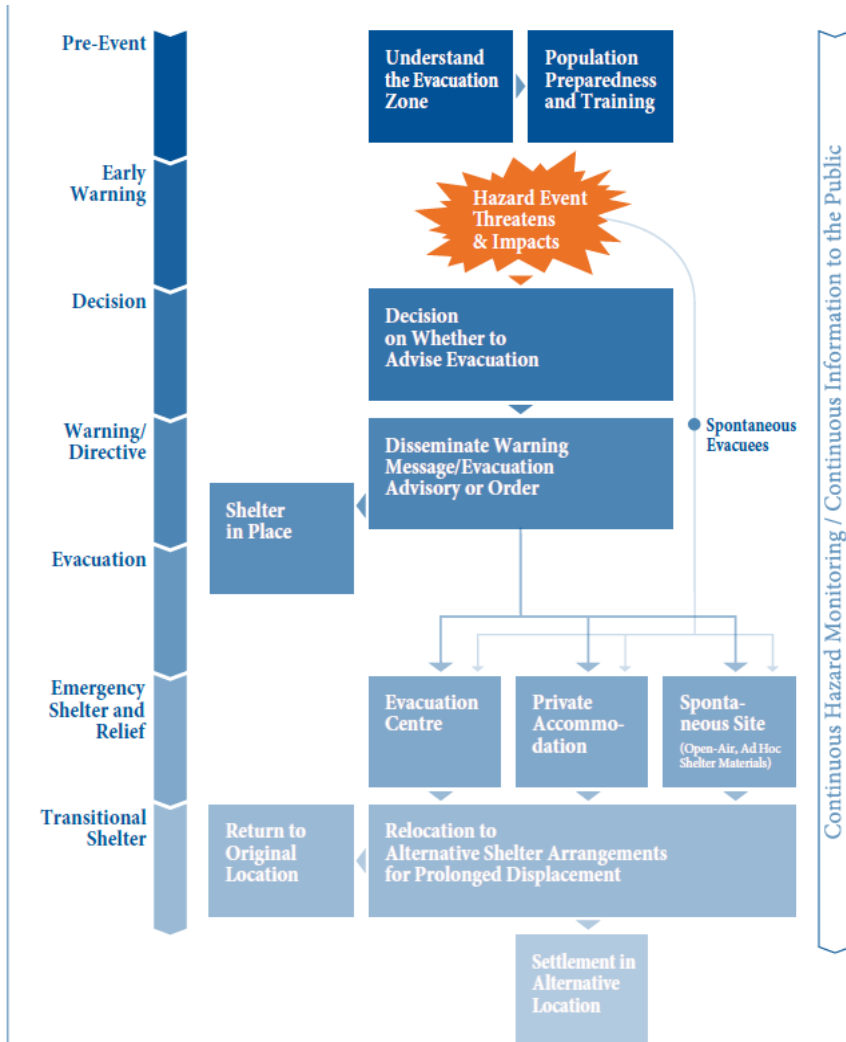 Pre-Event
Understand
the Evacuation
Zone
Population
Preparedness
and Training
Early
Warning
Hazard Event
Threatens
& Impacts
Decision
Decision
on Whether to
Advise Evacuation
Warning/
Directive
Disseminate Warning
Message/Evacuation
Advisory or Order
Spontaneous
Evacuees
Shelter
in Place
Evacuation
Emergency
Shelter and
Relief
Evacuation
Centre
Private
Accommo-
dation
Sponta-
neous Site
(Open-Air, Ad Hoc
Shelter Materials)
Transitional
Shelter
Return to
Original
Location
Relocation to
Alternative Shelter Arrangements
for Prolonged Displacement
Settlement in
Alternative
Location
Continuous Hazard Monitoring / Continuous Information to the Public